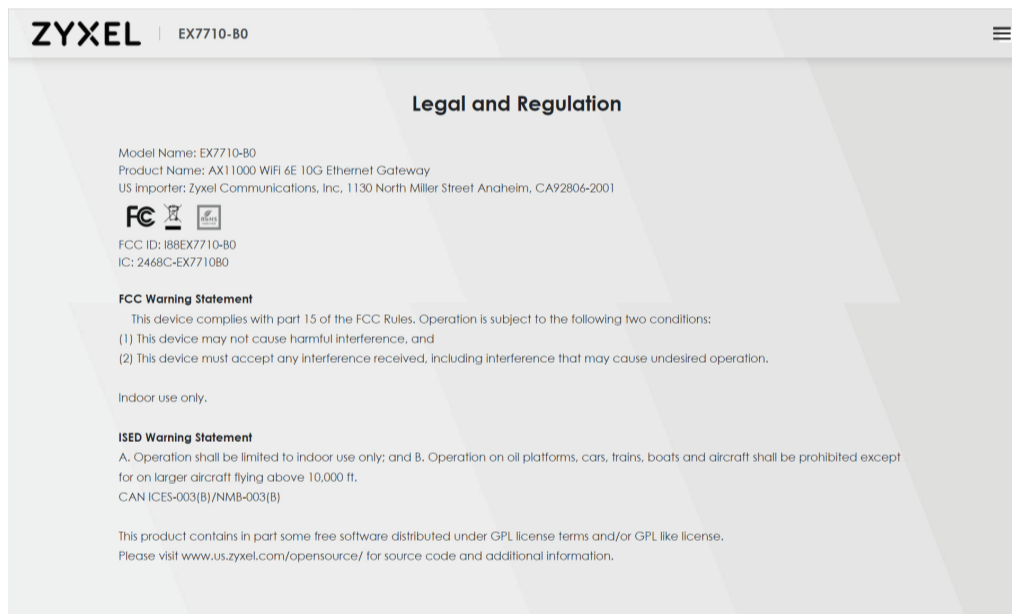 ZYXEL EX7710-B0
Legal and Regulation
Model Name: EX7710-B0
Product Name: AX11000 WiFi 6E 10G Ethernet Gateway
US importer: Zyxel Communications, Inc, 1130 North Miller Street Anaheim, CA92806-2001
FC RoHS
FCC ID: I88EX7710-B0
IC: 2468C-EX7710B0
FCC Warning Statement
This device complies with part 15 of the FCC Rules. Operation is subject to the following two conditions:
(1) This device may not cause harmful interference, and
(2) This device must accept any interference received, including interference that may cause undesired operation.
Indoor use only.
ISED Warning Statement
A. Operation shall be limited to indoor use only; and B. Operation on oil platforms, cars, trains, boats and aircraft shall be prohibited except
for on larger aircraft flying above 10,000 ft.
CAN ICES-003(B)/NMB-003(B)
This product contains in part some free software distributed under GPL license terms and/or GPL like license.
Please visit www.us.zyxel.com/opensource/ for source code and additional information.